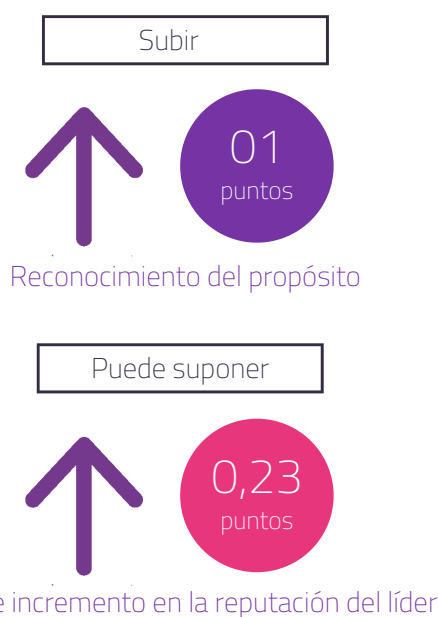 Subir
01
puntos
Reconocimiento del propósito
Puede suponer
0,23
puntos
e incremento en la reputación del líder